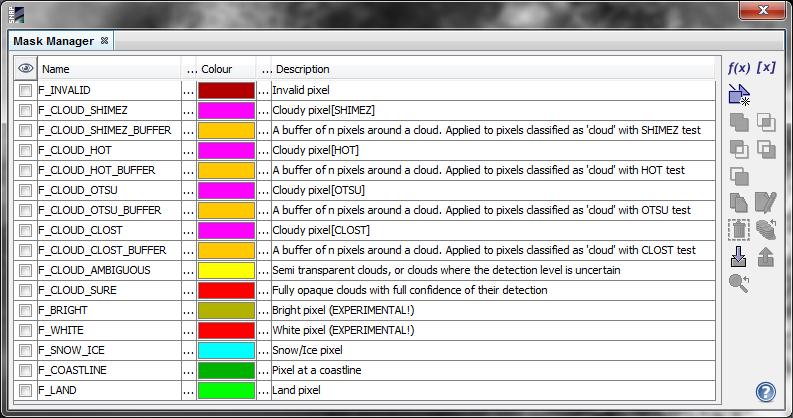 SNAP
Mask Manager
Name ... Colour ... Description
F_INVALID ... ... Invalid pixel
F_CLOUD_SHIMEZ ... ... Cloudy pixel[SHIMEZ]
F_CLOUD_SHIMEZ_BUFFER ... ... A buffer of n pixels around a cloud. Applied to pixels classified as 'cloud' with SHIMEZ test
F_CLOUD_HOT ... ... Cloudy pixel[HOT]
F_CLOUD_HOT_BUFFER ... ... A buffer of n pixels around a cloud. Applied to pixels classified as 'cloud' with HOT test
F_CLOUD_OTSU ... ... Cloudy pixel[OTSU]
F_CLOUD_OTSU_BUFFER ... ... A buffer of n pixels around a cloud. Applied to pixels classified as 'cloud' with OTSU test
F_CLOUD_CLOST ... ... Cloudy pixel[CLOST]
F_CLOUD_CLOST_BUFFER ... ... A buffer of n pixels around a cloud. Applied to pixels classified as 'cloud' with CLOST test
F_CLOUD_AMBIGUOUS ... ... Semi transparent clouds, or clouds where the detection level is uncertain
F_CLOUD_SURE ... ... Fully opaque clouds with full confidence of their detection
F_BRIGHT ... ... Bright pixel (EXPERIMENTAL!)
F_WHITE ... ... White pixel (EXPERIMENTAL!)
F_SNOW_ICE ... ... Snow/Ice pixel
F_COASTLINE ... ... Pixel at a coastline
F_LAND ... ... Land pixel
f(x) [x]
?